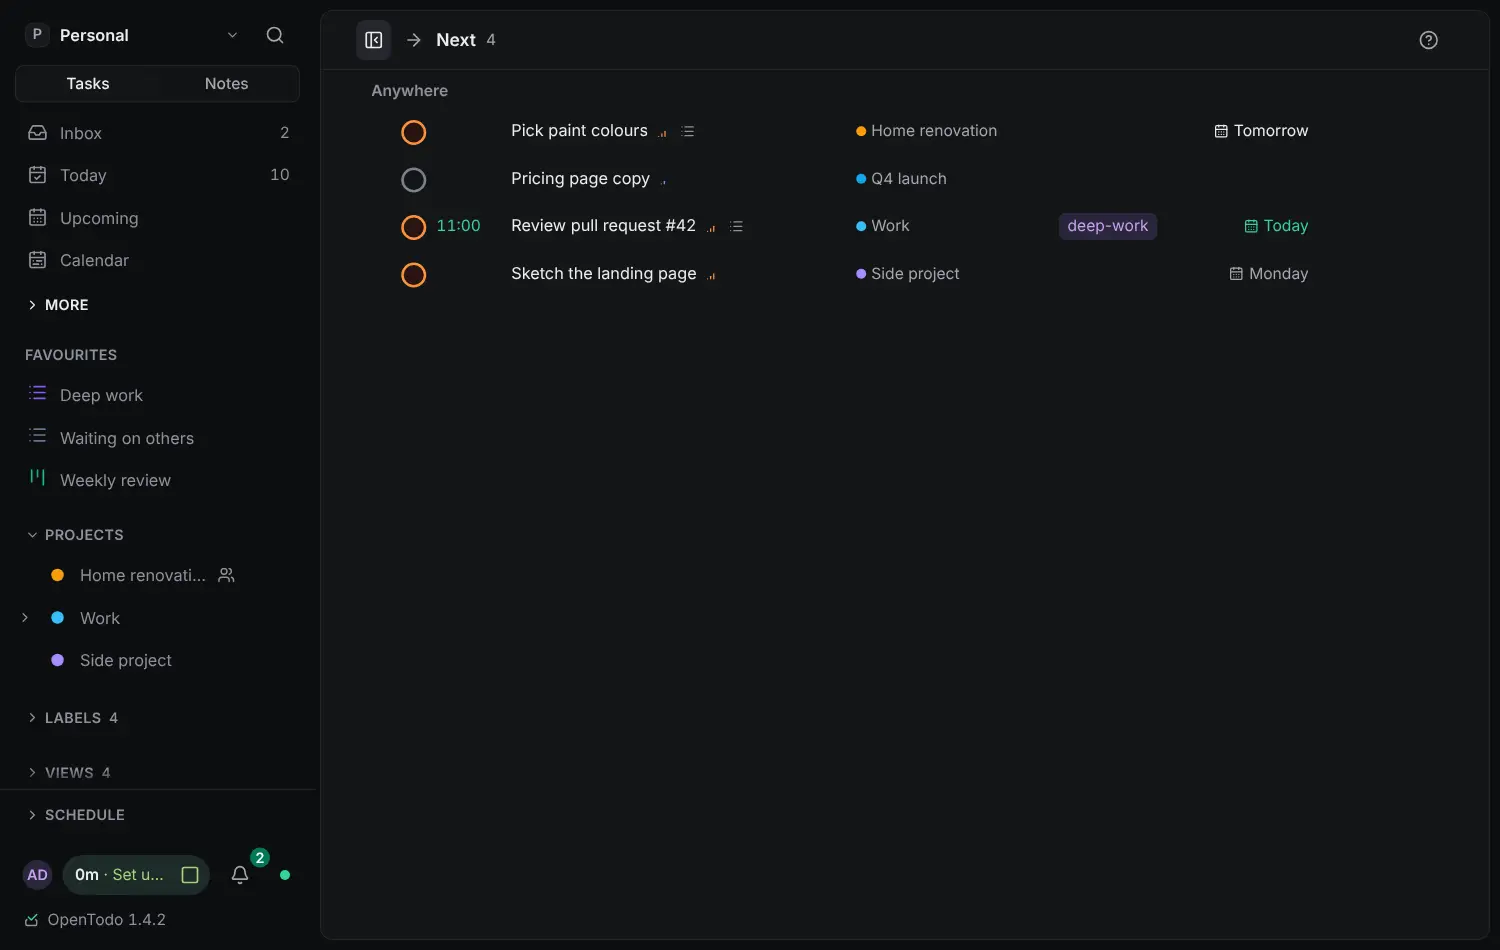 P Personal
Tasks Notes
Inbox 2
Today 10
Upcoming
Calendar
MORE
FAVOURITES
Deep work
Waiting on others
Weekly review
PROJECTS
Home renovati...
Work
Side project
LABELS 4
VIEWS 4
SCHEDULE
AD 0m · Set u... 2
OpenTodo 1.4.2
Next 4
Anywhere
Pick paint colours Home renovation Tomorrow
Pricing page copy Q4 launch
11:00 Review pull request #42 Work deep-work Today
Sketch the landing page Side project Monday